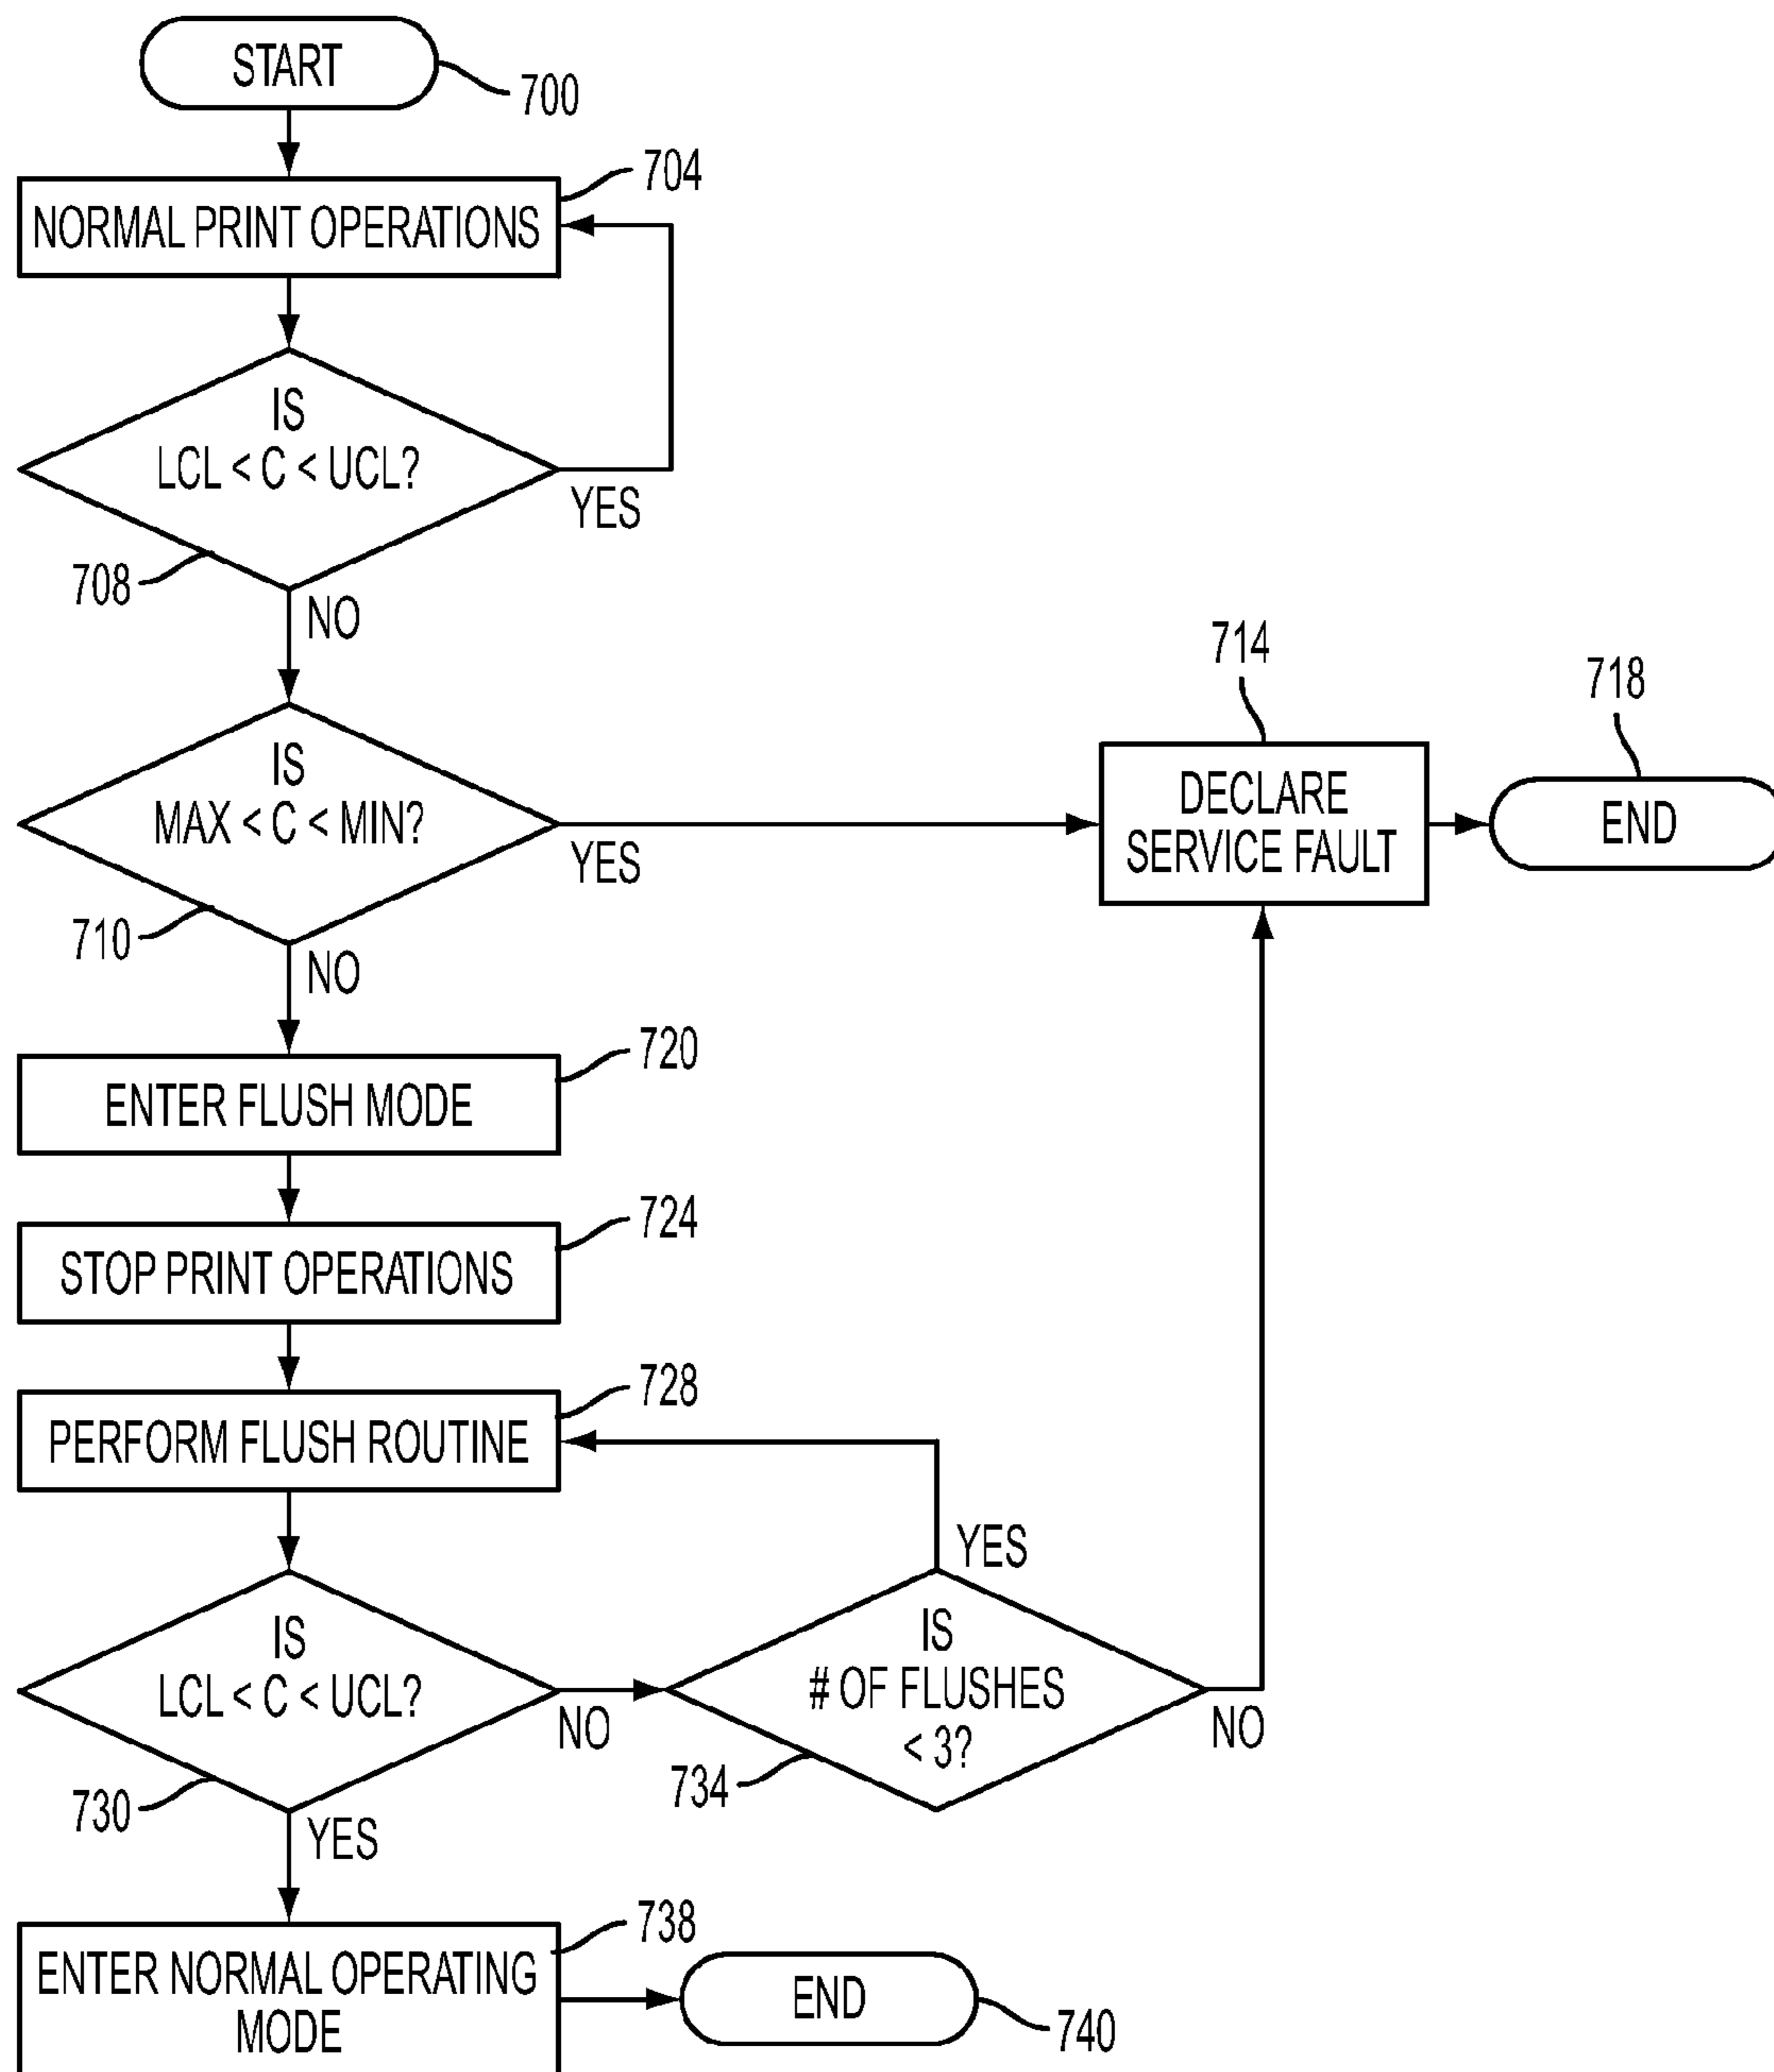 START
700
704
NORMAL PRINT OPERATIONS
IS
LCL < C < UCL?
YES
708
NO
714
718
IS
MAX < C < MIN?
YES
DECLARE
SERVICE FAULT
END
710
NO
720
ENTER FLUSH MODE
724
STOP PRINT OPERATIONS
728
PERFORM FLUSH ROUTINE
YES
IS
LCL < C < UCL?
NO
IS
# OF FLUSHES
< 3?
NO
734
730
YES
738
ENTER NORMAL OPERATING
MODE
END
740